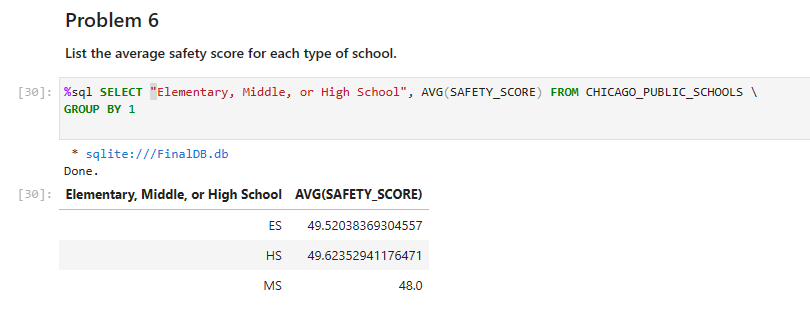 Problem 6
List the average safety score for each type of school.
[30]: %sql SELECT "Elementary, Middle, or High School", AVG(SAFETY_SCORE) FROM CHICAGO_PUBLIC_SCHOOLS \
GROUP BY 1
* sqlite:///FinalDB.db
Done.
[30]: Elementary, Middle, or High School AVG(SAFETY_SCORE)
ES 49.52038369304557
HS 49.62352941176471
MS 48.0